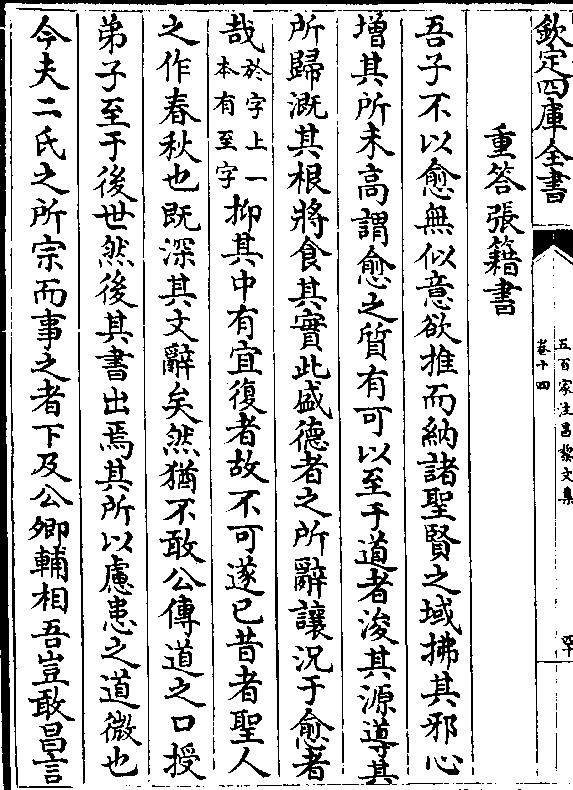 欽定四庫全書
五百家注昌黎文集
卷十四
重答張籍書
吾子不以愈無似意欲推而納諸聖賢之域拂其邪心
增其所未高謂愈之質有可以至于道者浚其源導其
所歸溉其根將食其實此盛德者之所辭讓況于愈者
哉於字上一本有至字抑其中有宜復者故不可遂已昔者聖人
之作春秋也既深其文辭矣然猶不敢公傳道之口授
弟子至于後世然後其書出焉其所以慮患之道微也
今夫二氏之所宗而事之者下及公卿輔相吾豈敢昌言